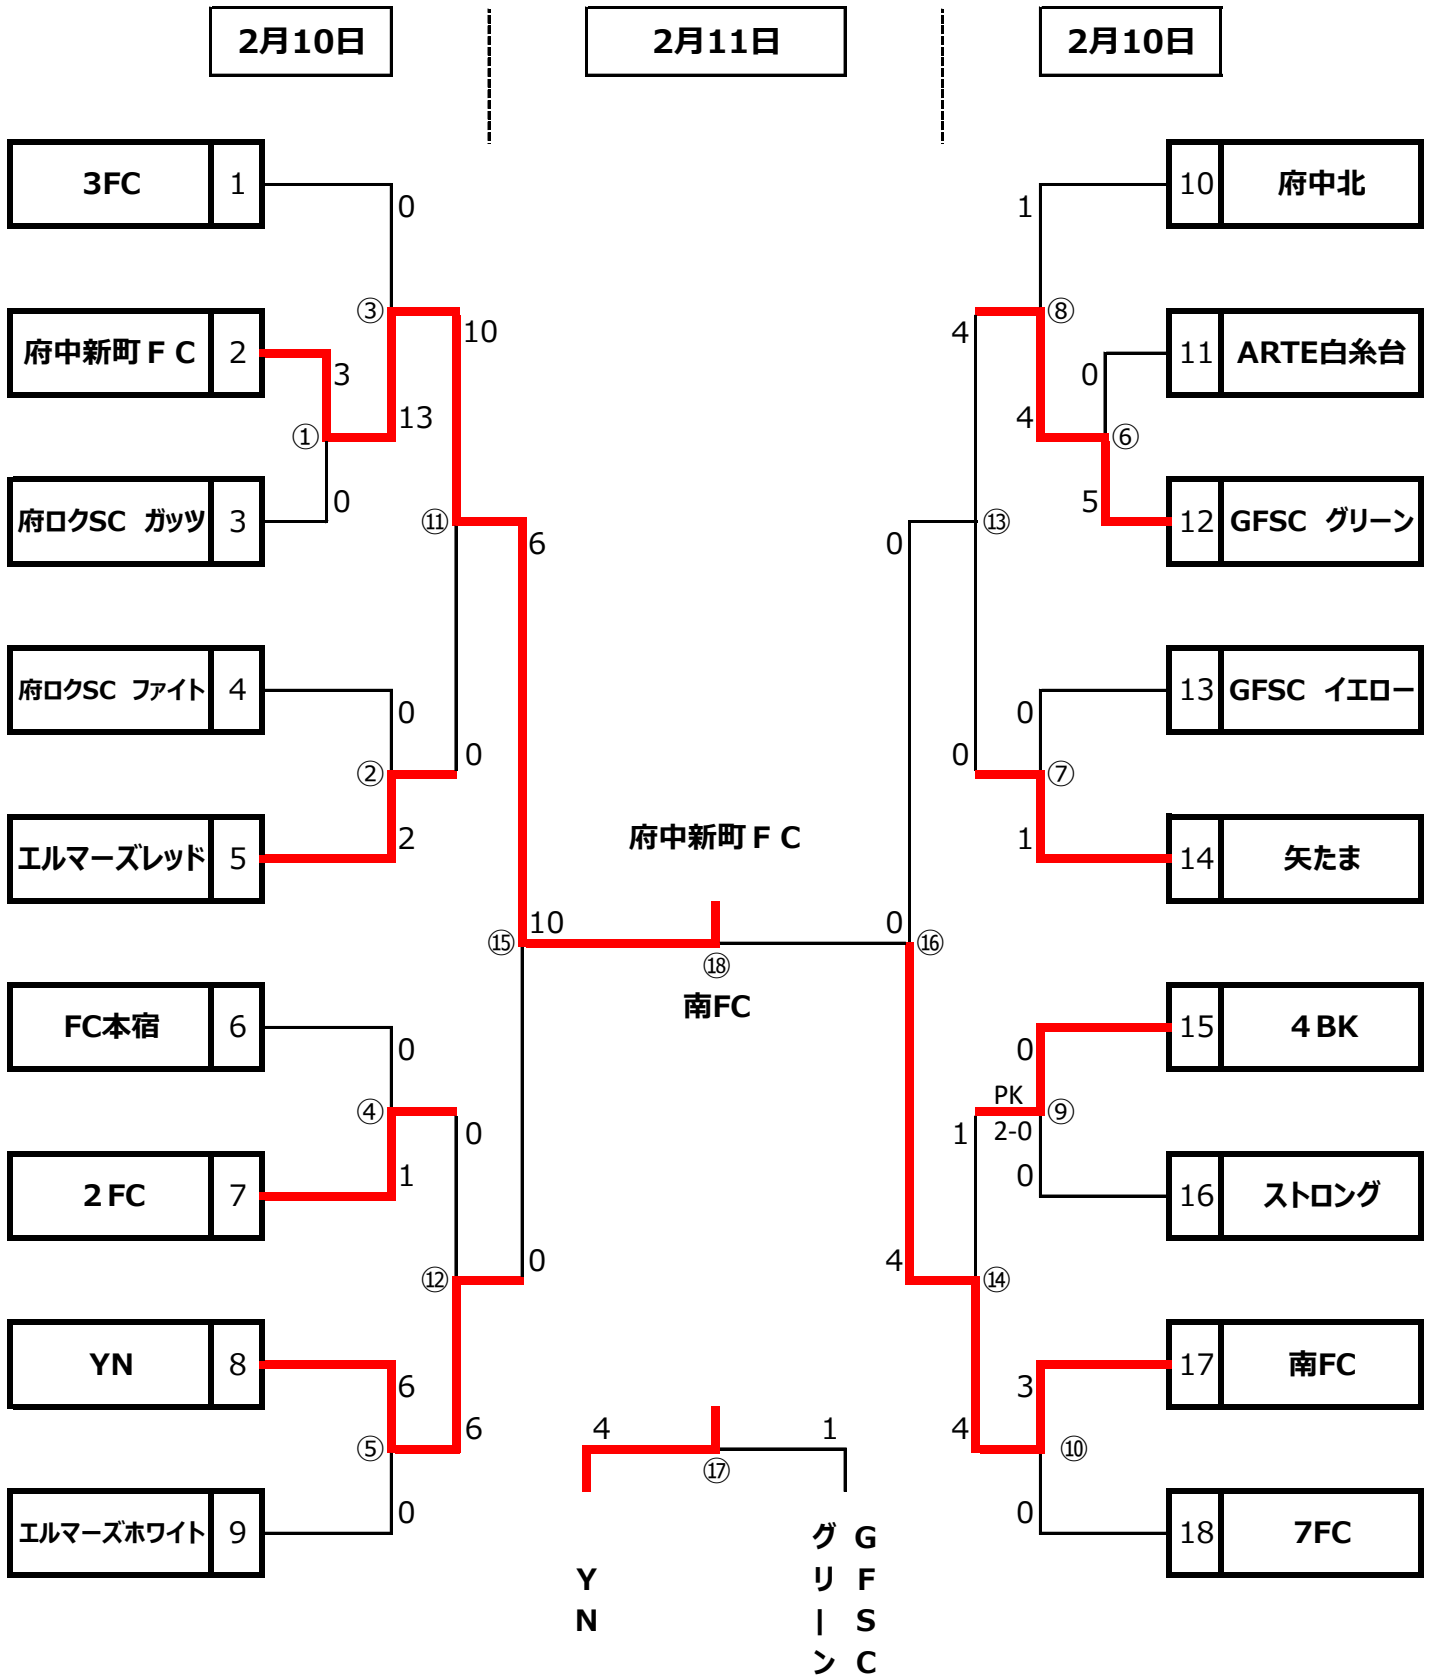 2月10日
2月11日
2月10日
3FC 1
0
府中新町ＦＣ 2
3
③
10
13
①
府ロクSC ガッツ 3
0
⑪
6
府ロクSC ファイト 4
0
②
0
エルマーズレッド 5
2
FC本宿 6
0
④
0
2FC 7
1
⑫
0
YN 8
6
⑤
6
エルマーズホワイト 9
0
府中新町ＦＣ
⑮
10
0
⑯
⑱
南FC
4
1
⑰
YN
GFSC
グリーン
1
10 府中北
4
⑧
0
11 ARTE白糸台
4
⑥
5
12 GFSC グリーン
0
⑬
0
13 GFSC イエロー
0
⑦
1
14 矢たま
0
15 4BK
PK
⑨
1
2-0
0
16 ストロング
4
⑭
3
17 南FC
4
⑩
0
18 7FC